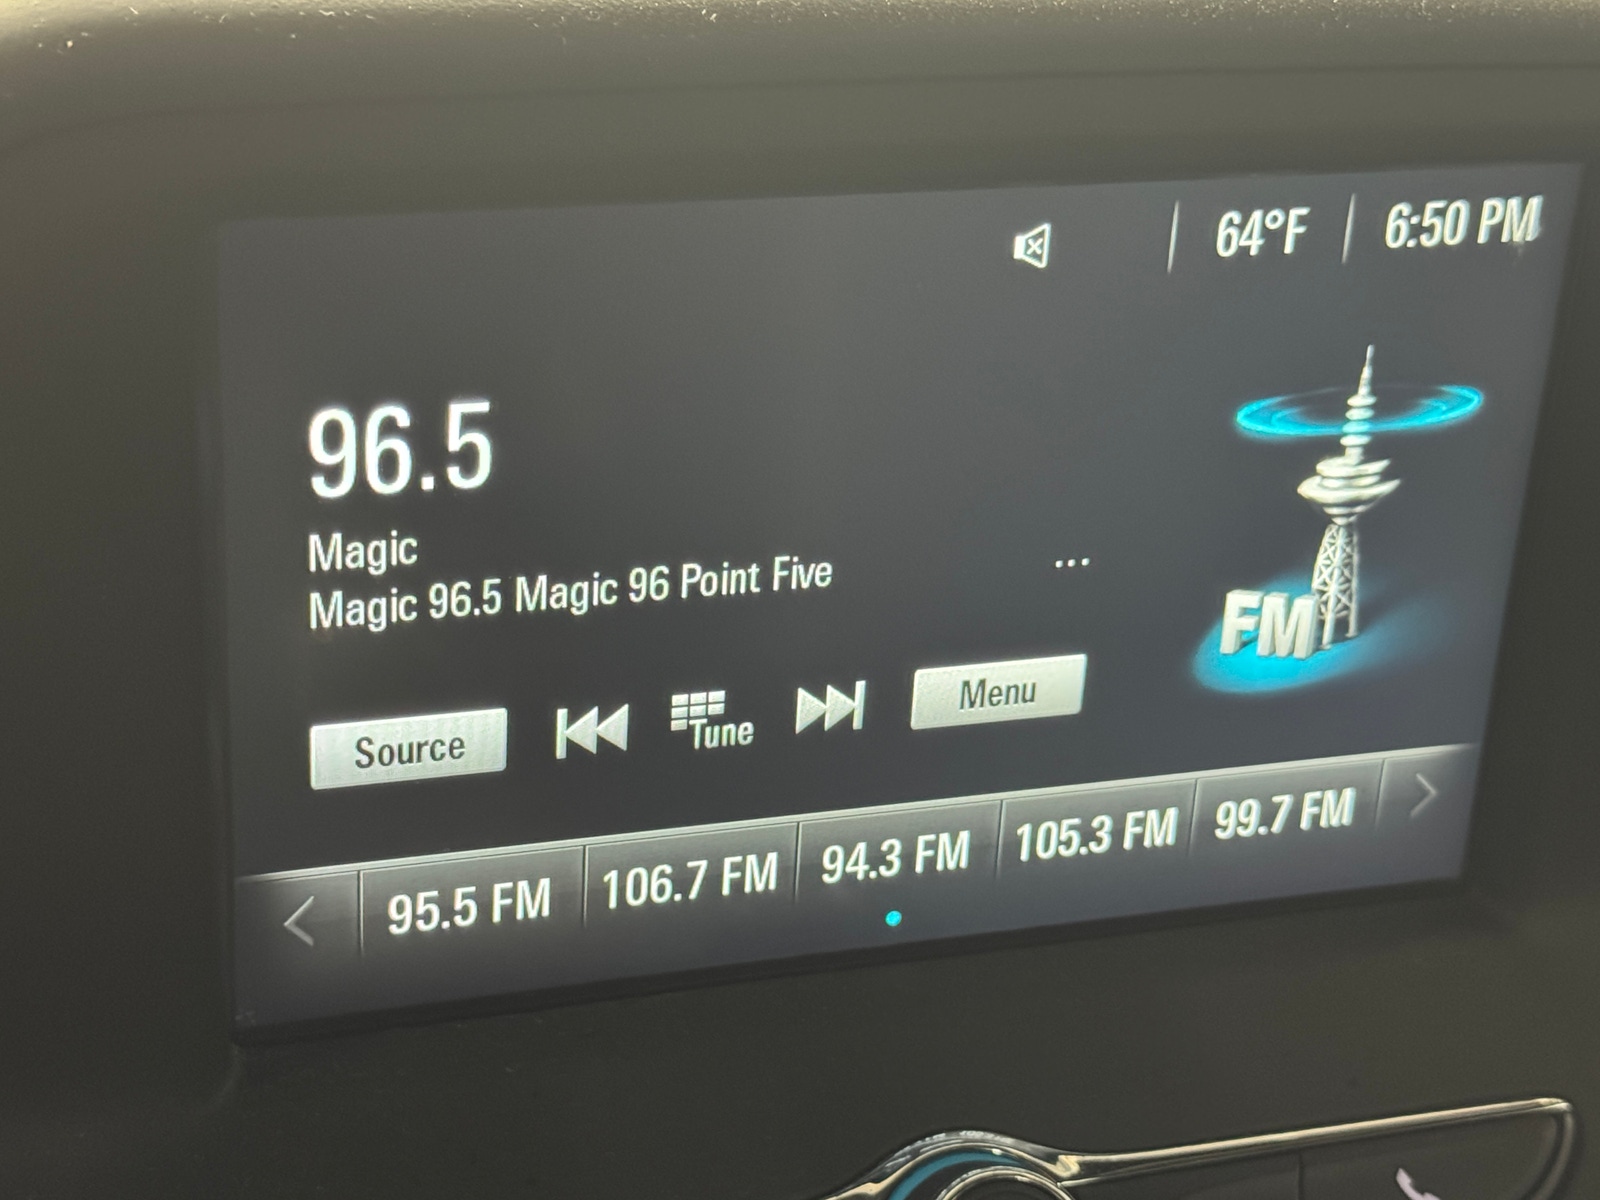 64°F 6:50 PM
96.5
Magic
Magic 96.5 Magic 96 Point Five ...
FM
Source Tune Menu
95.5 FM 106.7 FM 94.3 FM 105.3 FM 99.7 FM